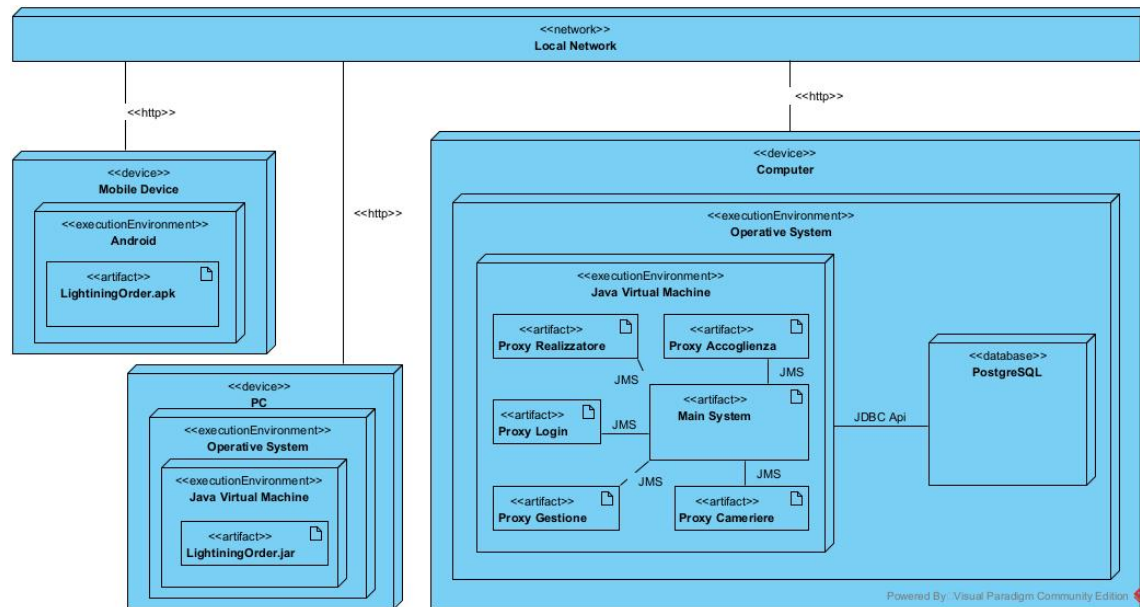 <<network>>
Local Network
<<http>>
<<http>>
<<http>>
<<device>>
Mobile Device
<<executionEnvironment>>
Android
<<artifact>>
LightiningOrder.apk
<<device>>
PC
<<executionEnvironment>>
Operative System
<<executionEnvironment>>
Java Virtual Machine
<<artifact>>
LightiningOrder.jar
<<device>>
Computer
<<executionEnvironment>>
Operative System
<<executionEnvironment>>
Java Virtual Machine
<<artifact>>
Proxy Realizzatore
<<artifact>>
Proxy Accoglienza
JMS
JMS
<<artifact>>
Proxy Login
JMS
<<artifact>>
Main System
JMS
JMS
<<artifact>>
Proxy Gestione
<<artifact>>
Proxy Cameriere
JDBC Api
<<database>>
PostgreSQL
Powered By Visual Paradigm Community Edition